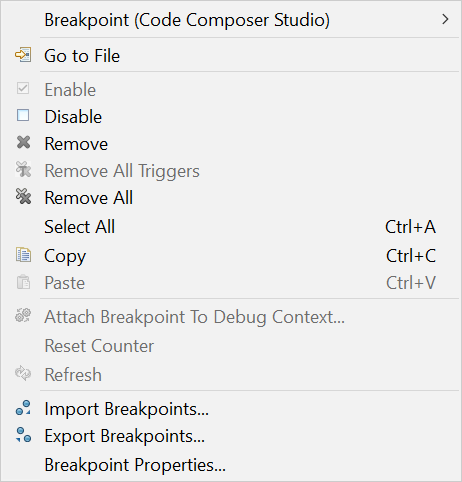 Breakpoint (Code Composer Studio)
Go to File
Enable
Disable
Remove
Remove All Triggers
Remove All
Select All Ctrl+A
Copy Ctrl+C
Paste Ctrl+V
Attach Breakpoint To Debug Context...
Reset Counter
Refresh
Import Breakpoints...
Export Breakpoints...
Breakpoint Properties...